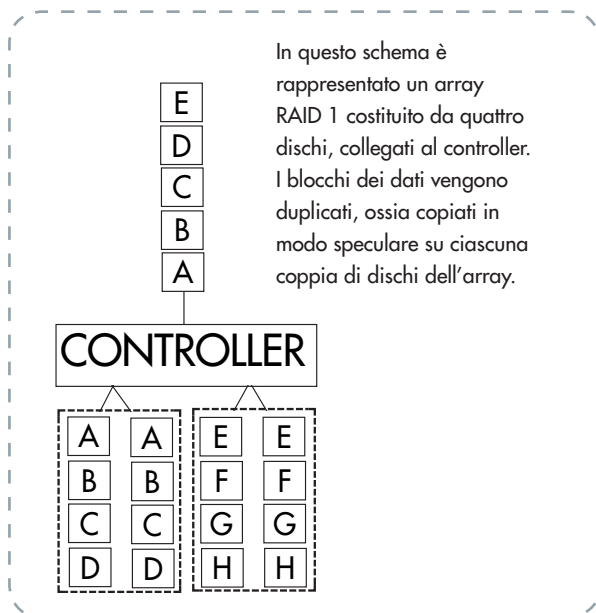 In questo schema è
rappresentato un array
RAID 1 costituito da quattro
dischi, collegati al controller.
I blocchi dei dati vengono
duplicati, ossia copiati in
modo speculare su ciascuna
coppia di dischi dell'array.
E
D
C
B
A
CONTROLLER
A A E E
B B F F
C C G G
D D H H